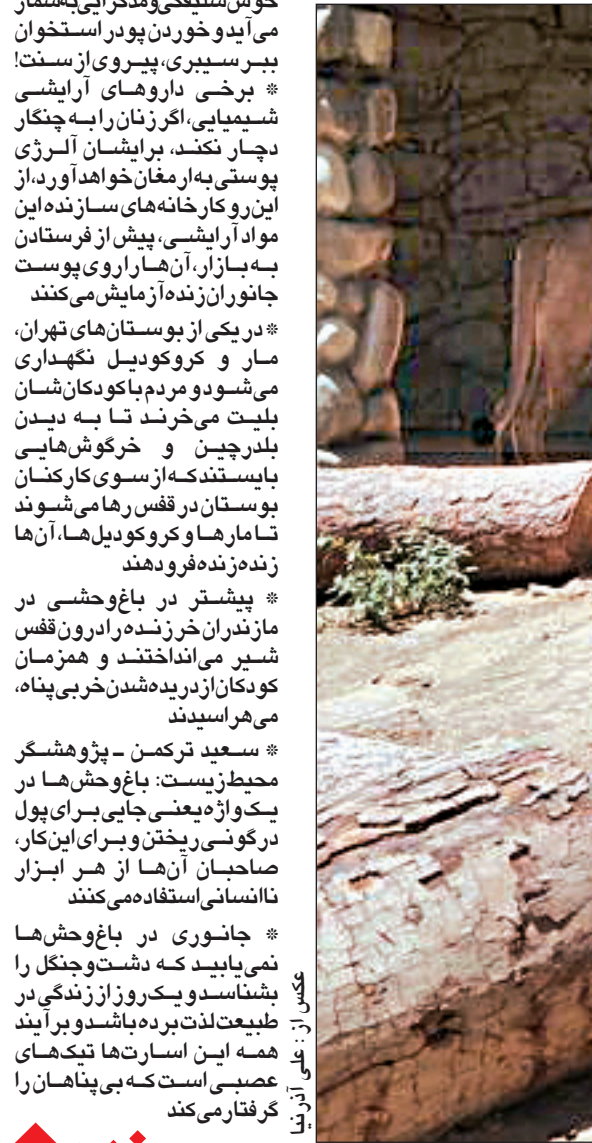 خوش‌سلیقگی‌ومدگرایی‌به‌شمار
می‌آیدو خوردن پودر استخوان
ببر سیبری، پیروی از سنت!
* برخی داروهای آرایشی
شیمیایی، اگر زنان را به چنگار
دچار نکند، برایشان آلرژی
پوستی به‌ارمغان خواهد آورد، از
این‌رو کارخانه‌های سازنده این
مواد آرایشی، پیش از فرستادن
به بازار، آن‌ها را روی پوست
جانوران زنده آزمایش می‌کنند
* در یکی از بوستان‌های تهران،
مار و کروکودیل نگهداری
می‌شود و مردم با کودکان‌شان
بلیت می‌خرند تا به دیدن
بلدرچین و خرگوش‌هایی
بایستند که از سوی کارکنان
بوستان در قفس رها می‌شوند
تا مارها و کروکودیل‌ها، آن‌ها
زنده‌زنده فرو دهند
* پیشتر در باغ‌وحشی در
مازندران خر زنده را درون قفس
شیر می‌انداختند و همزمان
کودکان از دریده شدن خر بی‌پناه،
می‌هراسیدند
* سعید ترکمن ـ پژوهشگر
محیط‌زیست: باغ‌وحش‌ها در
یک واژه یعنی جایی برای پول
در گونی ریختن و برای این کار،
صاحبان آن‌ها از هر ابزار
ناانسانی استفاده می‌کنند
* جانوری در باغ‌وحش‌ها
نمی‌یابید که دشت و جنگل را
بشناسد و یک روز از زندگی در
طبیعت لذت برده باشد و برآیند
همه این اسارت‌ها تیک‌های
عصبی است که بی‌پناهان را
گرفتار می‌کند
عکس از : علی آذرنیا